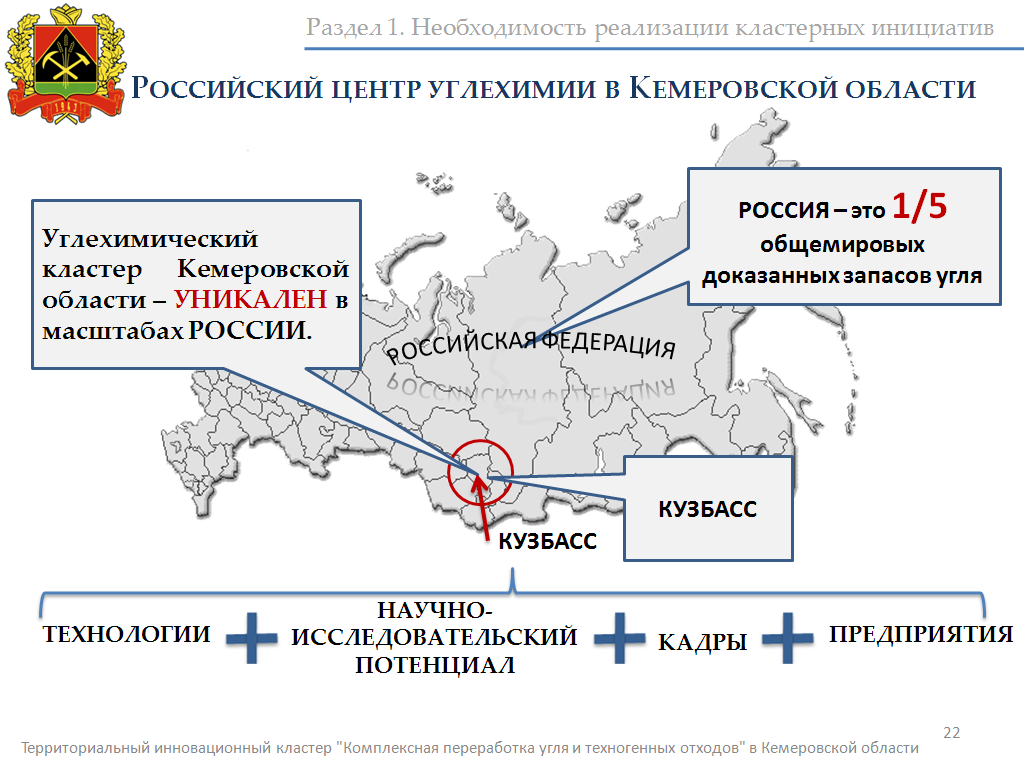 Раздел 1. Необходимость реализации кластерных инициатив
Российский центр углехимии в Кемеровской области
Углехимический
кластер Кемеровской
области – УНИКАЛЕН в
масштабах РОССИИ.
РОССИЯ – это 1/5
общемировых
доказанных запасов угля
РОССИЙСКАЯ ФЕДЕРАЦИЯ
КУЗБАСС
КУЗБАСС
ТЕХНОЛОГИИ
НАУЧНО-
ИССЛЕДОВАТЕЛЬСКИЙ
ПОТЕНЦИАЛ
КАДРЫ
ПРЕДПРИЯТИЯ
22
Территориальный инновационный кластер "Комплексная переработка угля и техногенных отходов" в Кемеровской области